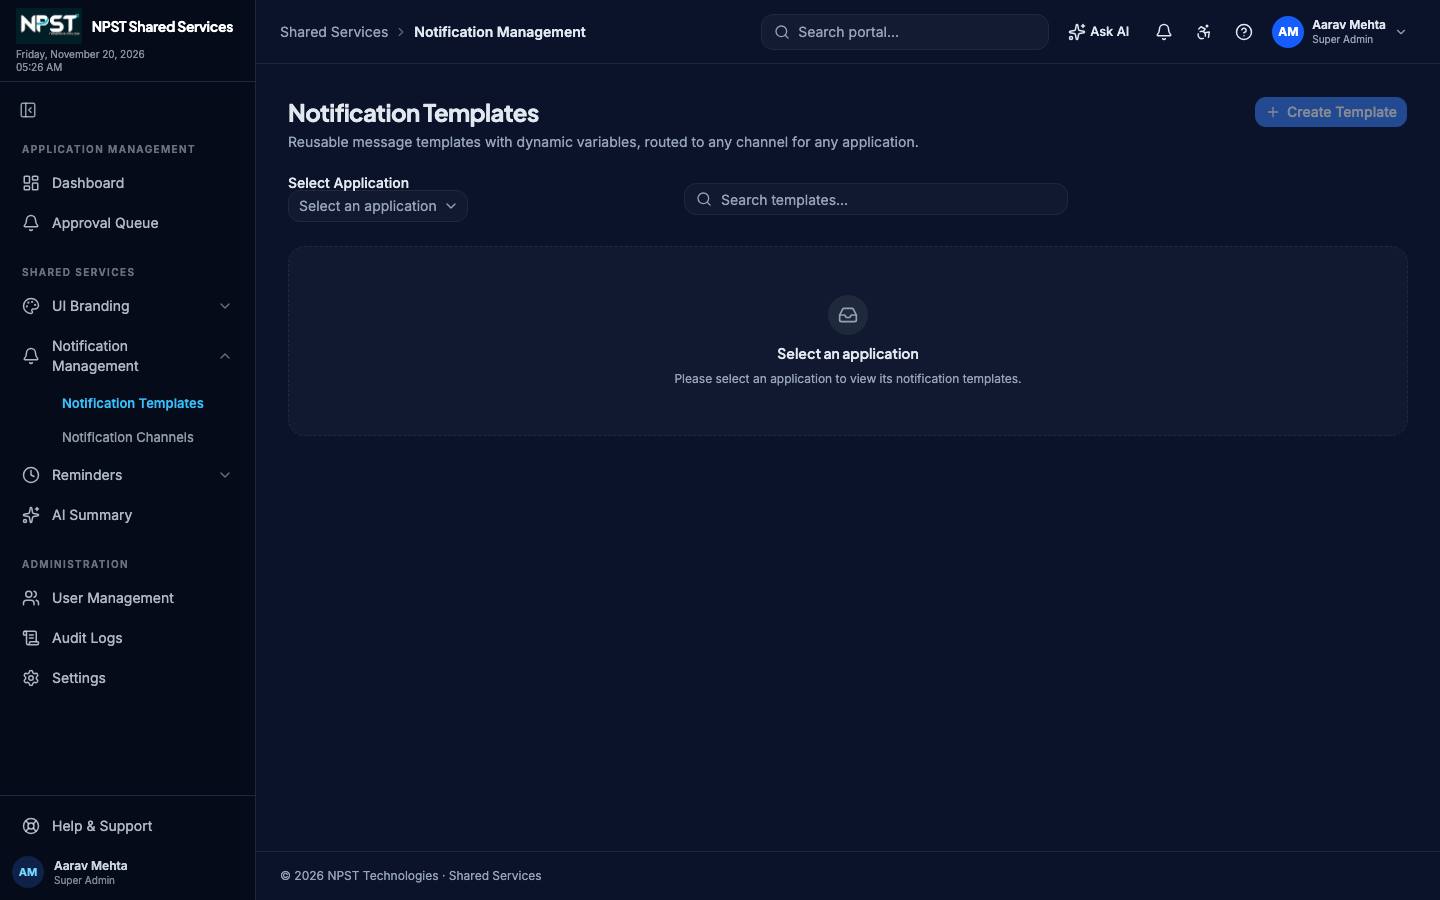 NPST
NPST Shared Services
Friday, November 20, 2026
05:26 AM
Shared Services
Notification Management
Search portal...
Ask AI
AM
Aarav Mehta
Super Admin
APPLICATION MANAGEMENT
Dashboard
Approval Queue
SHARED SERVICES
UI Branding
Notification
Management
Notification Templates
Notification Channels
Reminders
AI Summary
ADMINISTRATION
User Management
Audit Logs
Settings
Help & Support
AM
Aarav Mehta
Super Admin
Notification Templates
Create Template
Reusable message templates with dynamic variables, routed to any channel for any application.
Select Application
Select an application
Search templates...
Select an application
Please select an application to view its notification templates.
© 2026 NPST Technologies · Shared Services